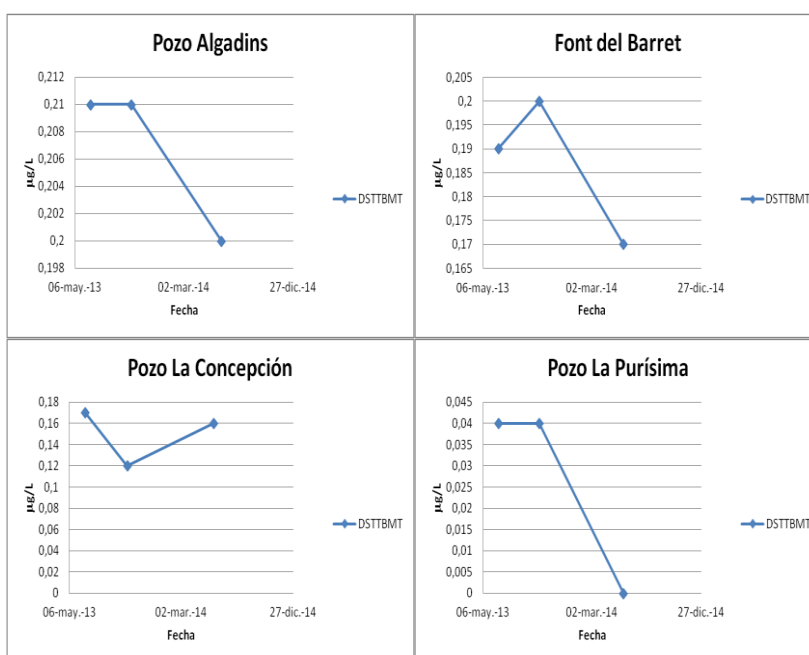 Pozo Algadins
0,212
0,21
0,208
0,206
0,204
0,202
0,2
0,198
µg/L
06-may.-13
02-mar.-14
27-dic.-14
Fecha
DSTTBMT
Font del Barret
0,205
0,2
0,195
0,19
0,185
0,18
0,175
0,17
0,165
µg/L
06-may.-13
02-mar.-14
27-dic.-14
Fecha
DSTTBMT
Pozo La Concepción
0,18
0,16
0,14
0,12
0,1
0,08
0,06
0,04
0,02
0
µg/L
06-may.-13
02-mar.-14
27-dic.-14
Fecha
DSTTBMT
Pozo La Purísima
0,045
0,04
0,035
0,03
0,025
0,02
0,015
0,01
0,005
0
µg/L
06-may.-13
02-mar.-14
27-dic.-14
Fecha
DSTTBMT